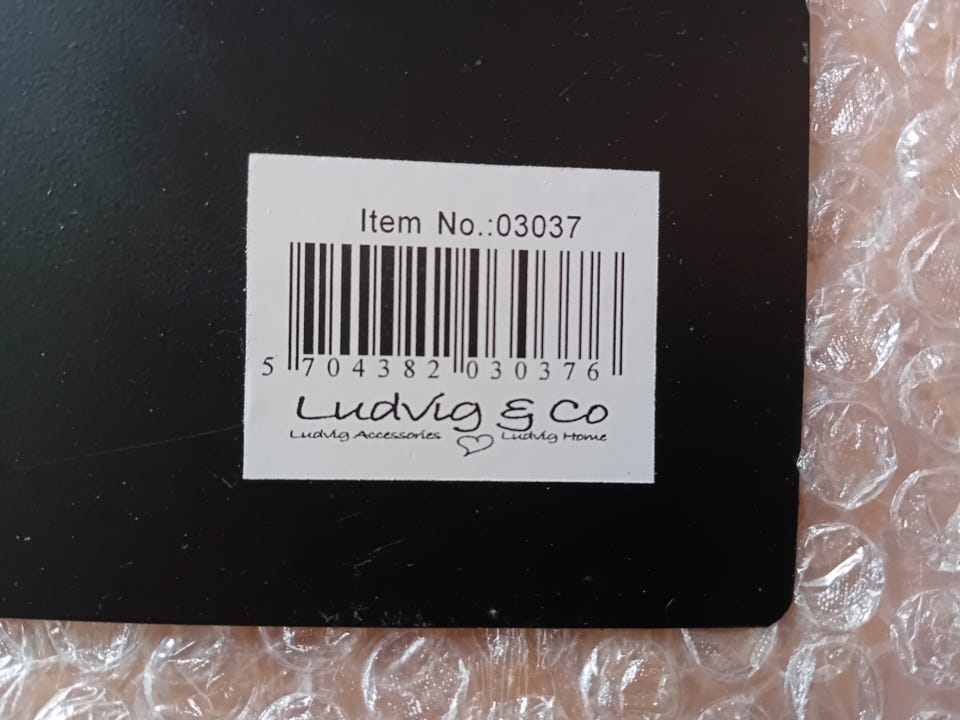 Item No.:03037
5 704382 030376
Ludvig & Co
Ludvig Accessories Ludvig Home